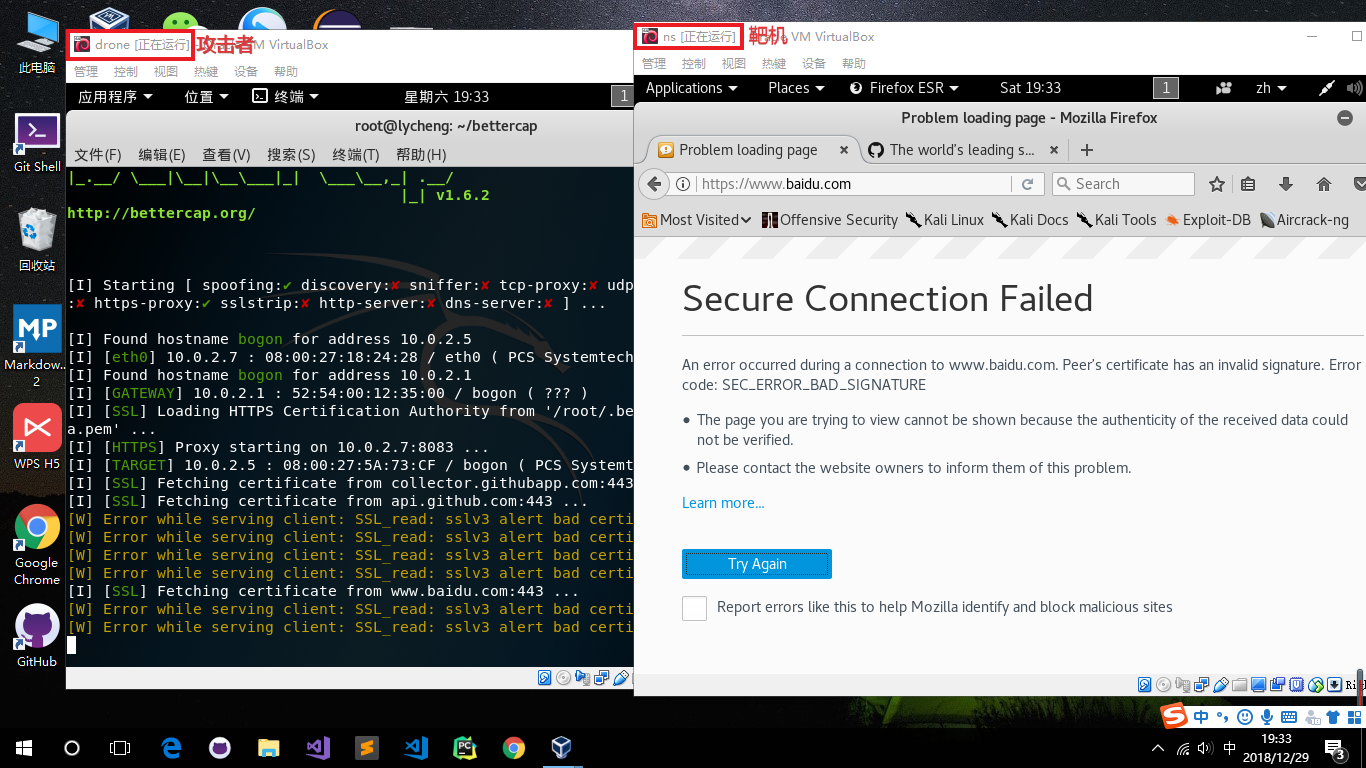 此电脑
Git Shell
回收站
Markdown...
2
WPS H5
Google
Chrome
GitHub
drone [正在运行]
攻击者
VM VirtualBox
管理 控制 视图 热键 设备 帮助
应用程序 位置 终端 星期六 19:33 1
root@lycheng: ~/bettercap
文件(F) 编辑(E) 查看(V) 搜索(S) 终端(T) 帮助(H)
|_.__/ \___|\__|\__\___|_|  \___\__,_| .__/
|_| v1.6.2
http://bettercap.org/
[I] Starting [ spoofing:✔ discovery:✘ sniffer:✘ tcp-proxy:✘ udp
:✘ https-proxy:✔ sslstrip:✘ http-server:✘ dns-server:✘ ] ...
[I] Found hostname bogon for address 10.0.2.5
[I] [eth0] 10.0.2.7 : 08:00:27:18:24:28 / eth0 ( PCS Systemtech
[I] Found hostname bogon for address 10.0.2.1
[I] [GATEWAY] 10.0.2.1 : 52:54:00:12:35:00 / bogon ( ??? )
[I] [SSL] Loading HTTPS Certification Authority from '/root/.be
a.pem' ...
[I] [HTTPS] Proxy starting on 10.0.2.7:8083 ...
[I] [TARGET] 10.0.2.5 : 08:00:27:5A:73:CF / bogon ( PCS Systemt
[I] [SSL] Fetching certificate from collector.githubapp.com:443
[I] [SSL] Fetching certificate from api.github.com:443 ...
[W] Error while serving client: SSL_read: sslv3 alert bad certi
[W] Error while serving client: SSL_read: sslv3 alert bad certi
[W] Error while serving client: SSL_read: sslv3 alert bad certi
[W] Error while serving client: SSL_read: sslv3 alert bad certi
[I] [SSL] Fetching certificate from www.baidu.com:443 ...
[W] Error while serving client: SSL_read: sslv3 alert bad certi
[W] Error while serving client: SSL_read: sslv3 alert bad certi
ns [正在运行]
靶机
VM VirtualBox
管理 控制 视图 热键 设备 帮助
Applications Places Firefox ESR Sat 19:33 1 zh
Problem loading page - Mozilla Firefox
Problem loading page × The world's leading s... × +
https://www.baidu.com Search
Most Visited Offensive Security Kali Linux Kali Docs Kali Tools Exploit-DB Aircrack-ng
Secure Connection Failed
An error occurred during a connection to www.baidu.com. Peer's certificate has an invalid signature. Error
code: SEC_ERROR_BAD_SIGNATURE
• The page you are trying to view cannot be shown because the authenticity of the received data could
not be verified.
• Please contact the website owners to inform them of this problem.
Learn more...
Try Again
Report errors like this to help Mozilla identify and block malicious sites
中
中 19:33
2018/12/29
3